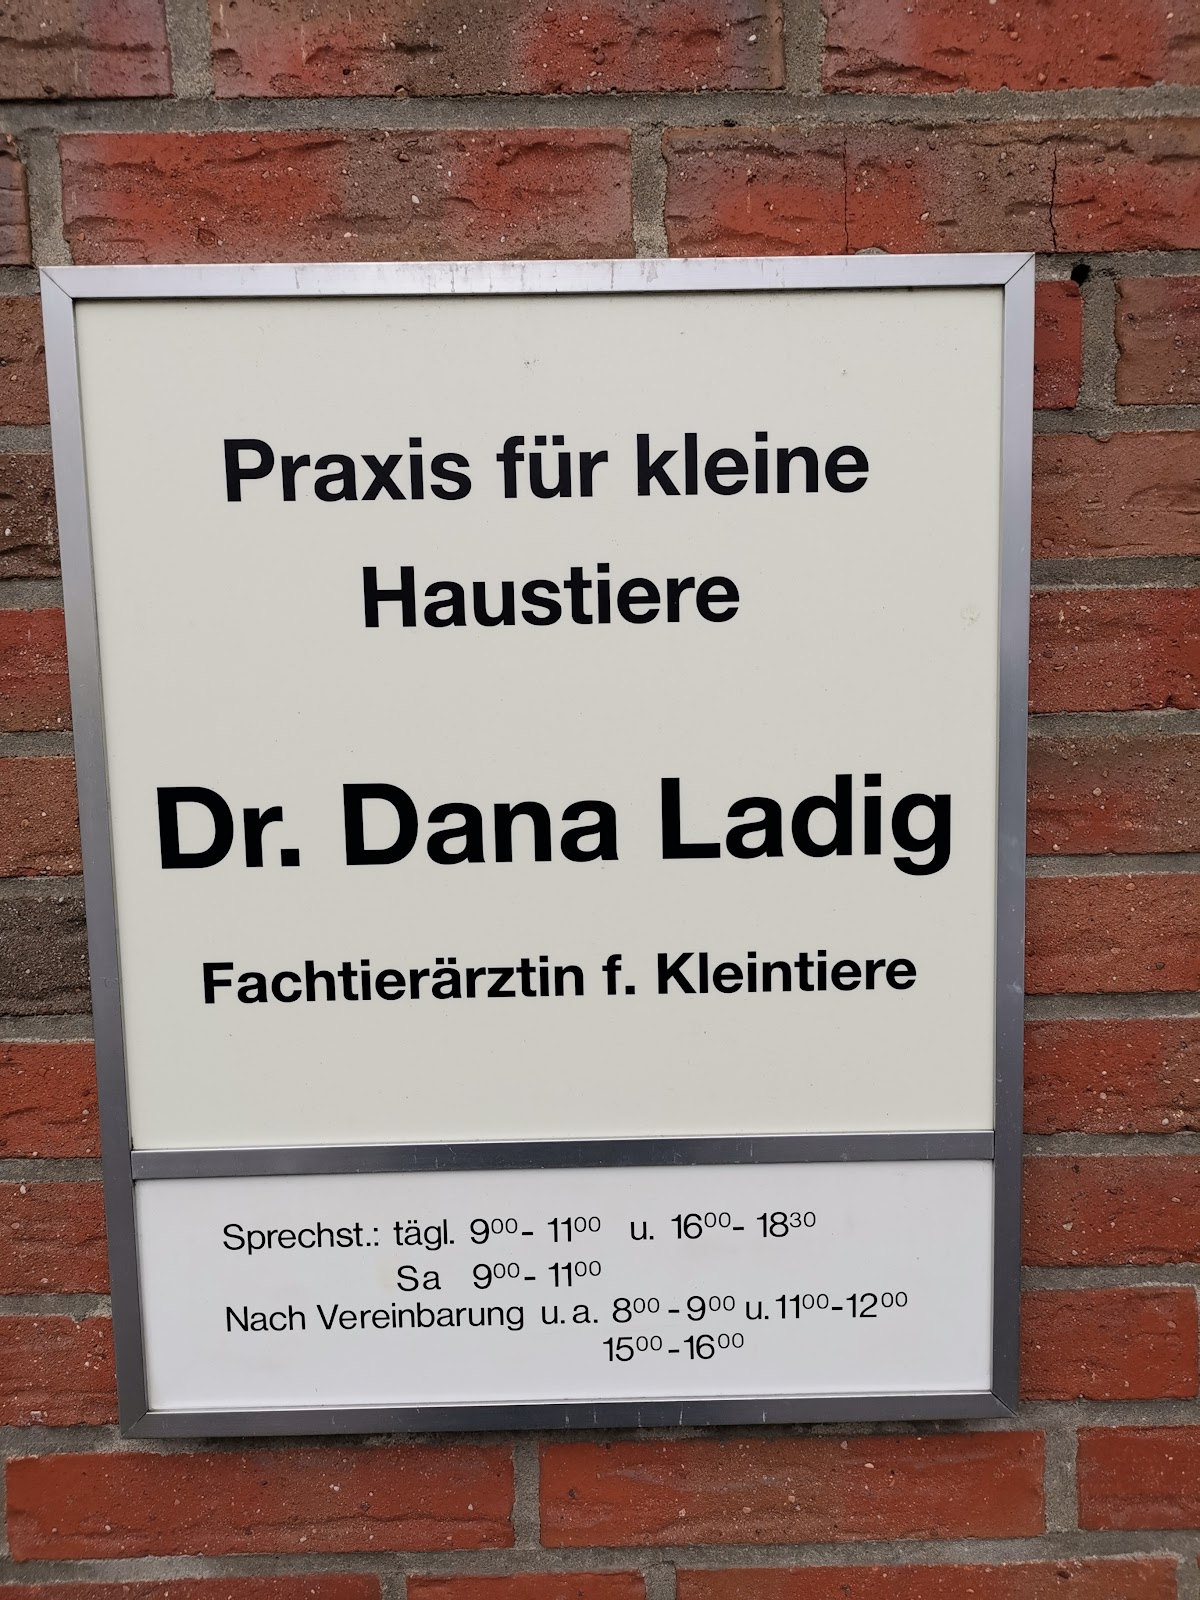 Praxis für kleine
Haustiere
Dr. Dana Ladig
Fachtierärztin f. Kleintiere
Sprechst.: tägl. 9⁰⁰- 11⁰⁰ u. 16⁰⁰- 18³⁰
Sa 9⁰⁰- 11⁰⁰
Nach Vereinbarung u.a. 8⁰⁰-9⁰⁰ u.11⁰⁰-12⁰⁰
15⁰⁰-16⁰⁰